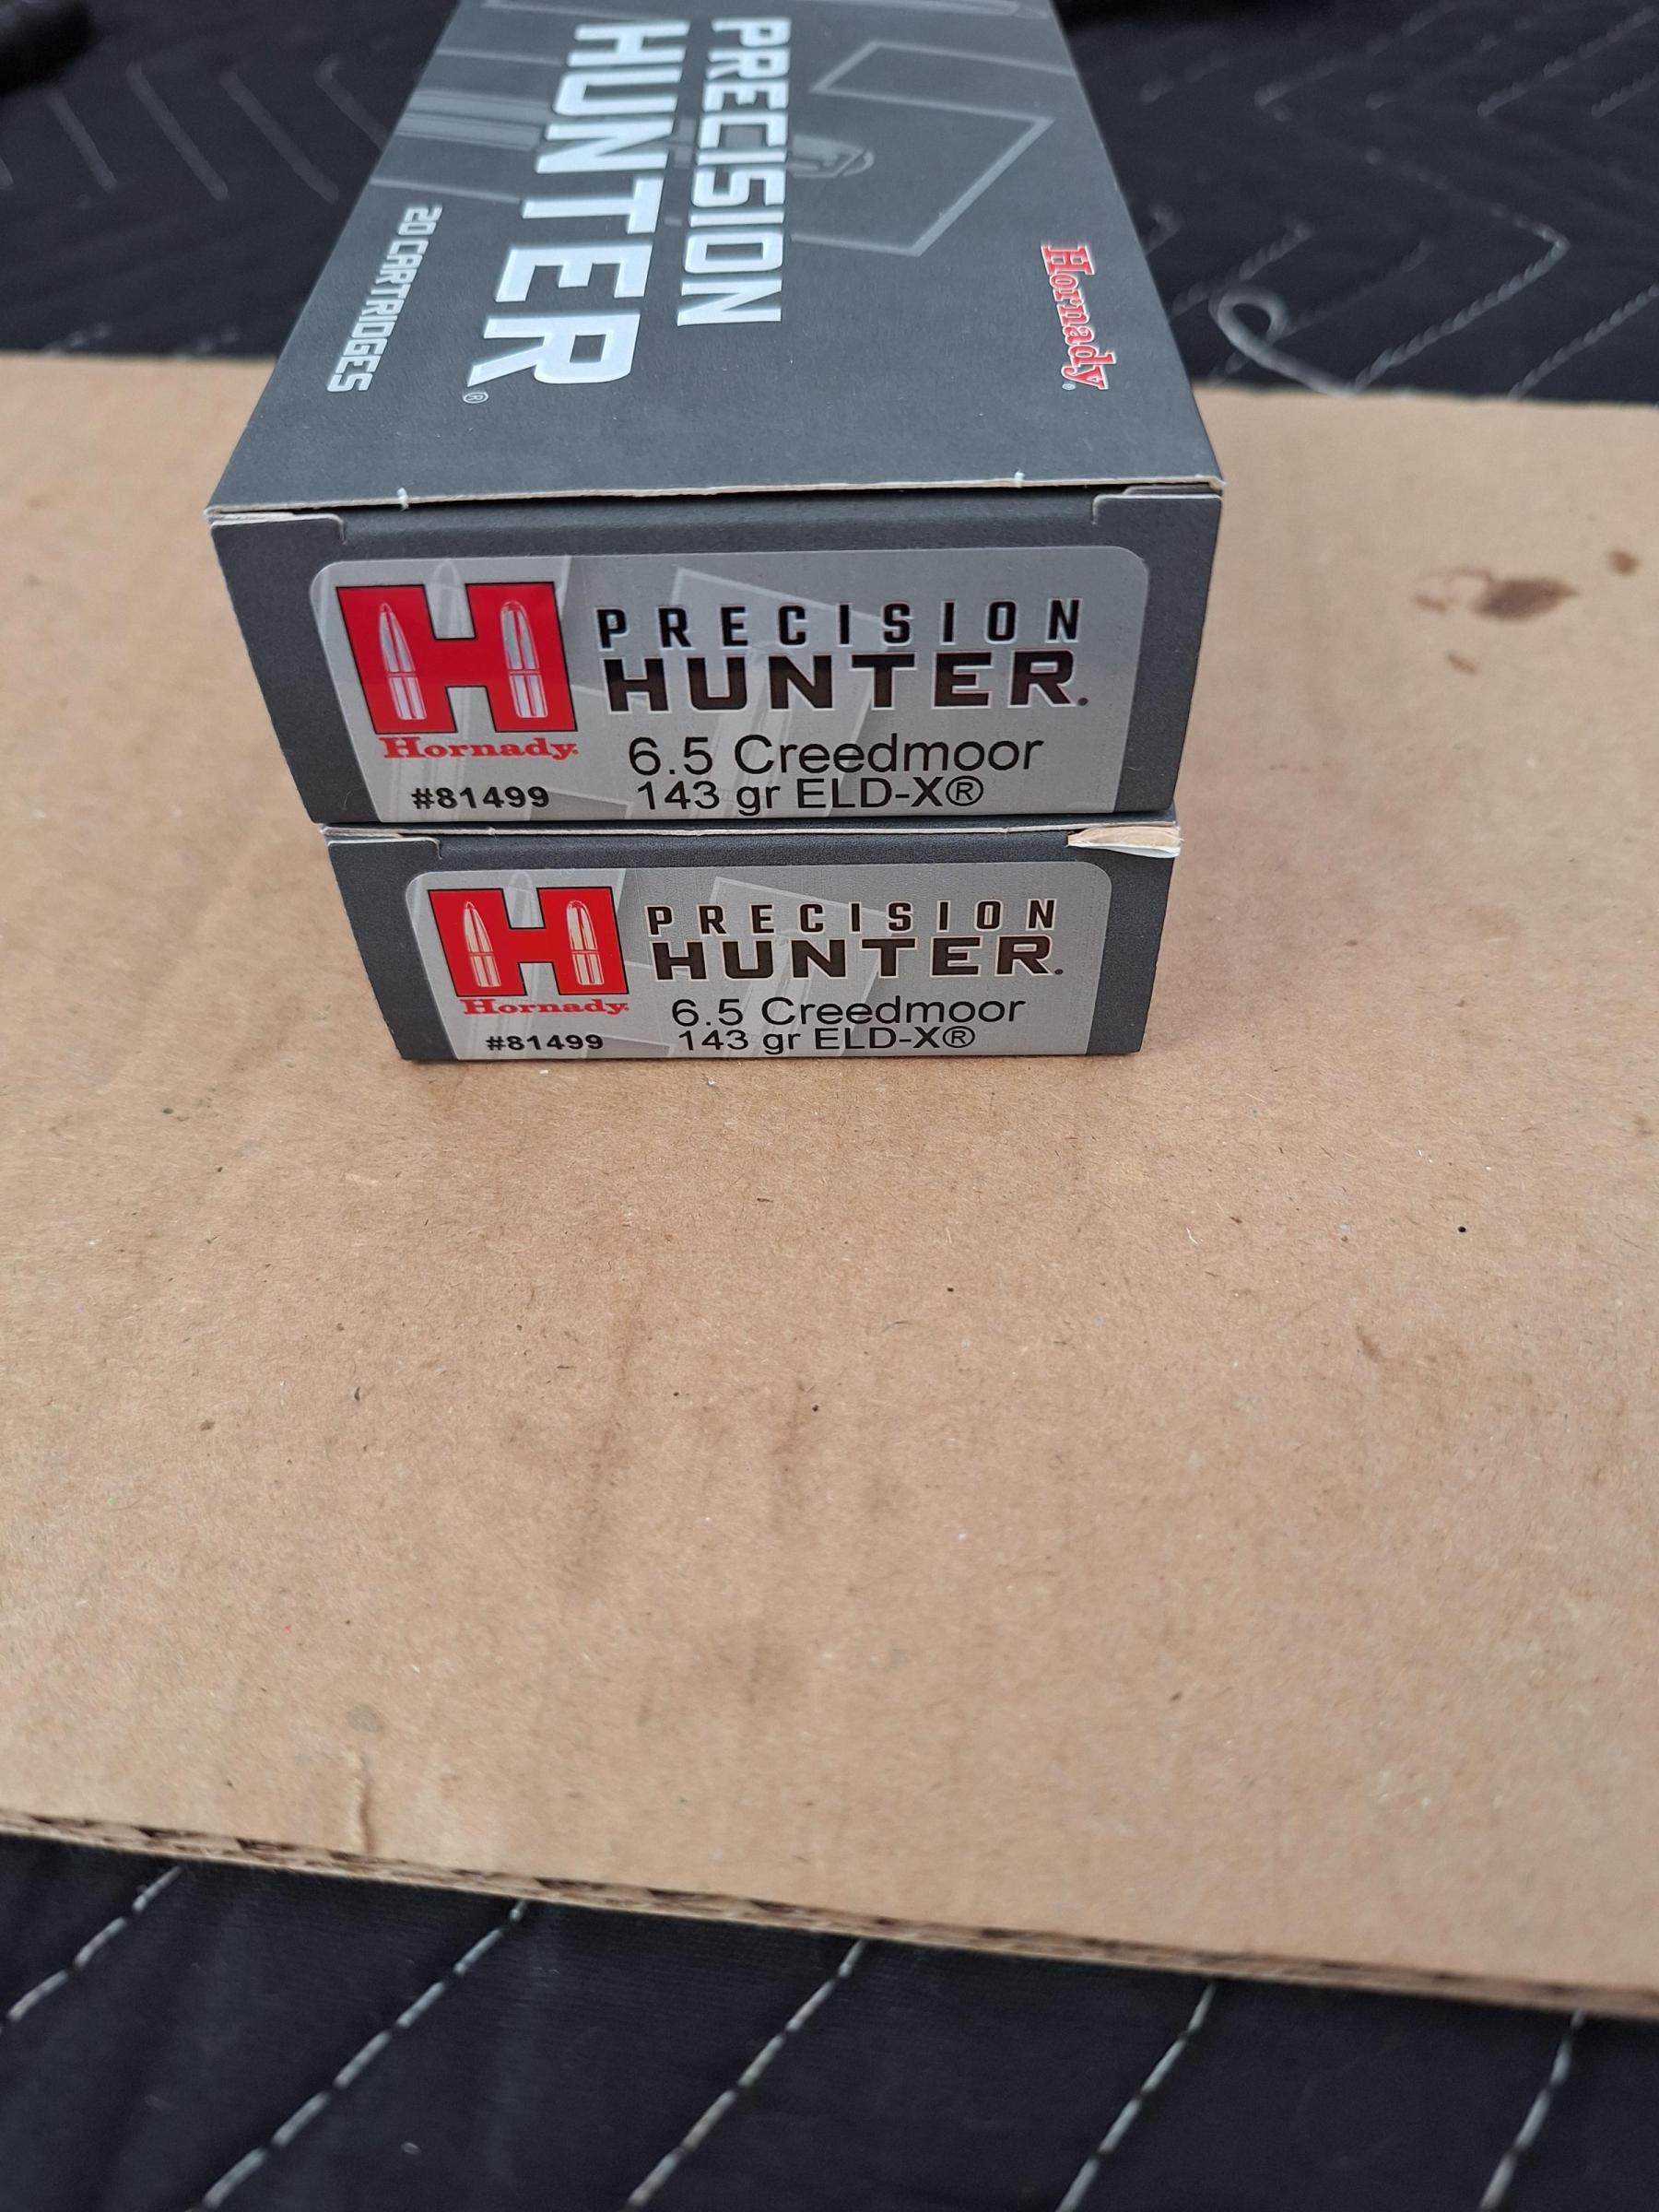 PRECISION
HUNTER®
20 CARTRIDGES
Hornady®
H
PRECISION
HUNTER®
Hornady®
6.5 Creedmoor
#81499
143 gr ELD-X®
H
PRECISION
HUNTER®
Hornady®
6.5 Creedmoor
#81499
143 gr ELD-X®